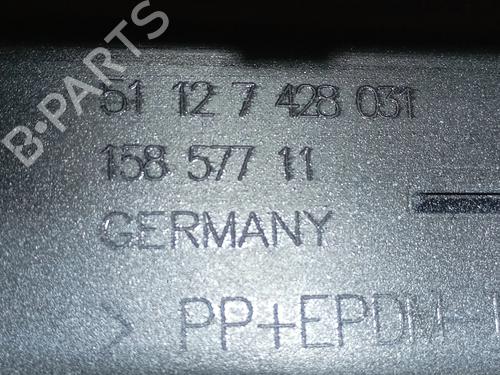 B-PARTS
51 12 7 428 031
158 577 11
GERMANY
> PP+EPDM-